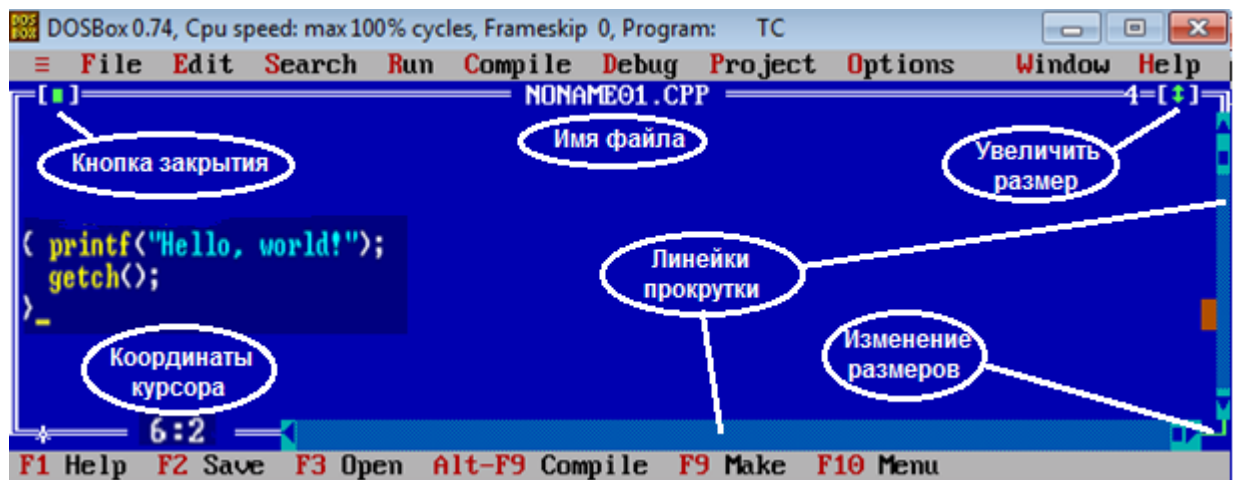 DOSBox 0.74, Cpu speed: max 100% cycles, Frameskip 0, Program: TC
≡ File Edit Search Run Compile Debug Project Options Window Help
[■] NONAME01.CPP 4=[↕]
Имя файла
Кнопка закрытия
Увеличить
размер
{ printf("Hello, world!");
getch();
}_
Линейки
прокрутки
Координаты
курсора
Изменение
размеров
6:2
F1 Help F2 Save F3 Open Alt-F9 Compile F9 Make F10 Menu